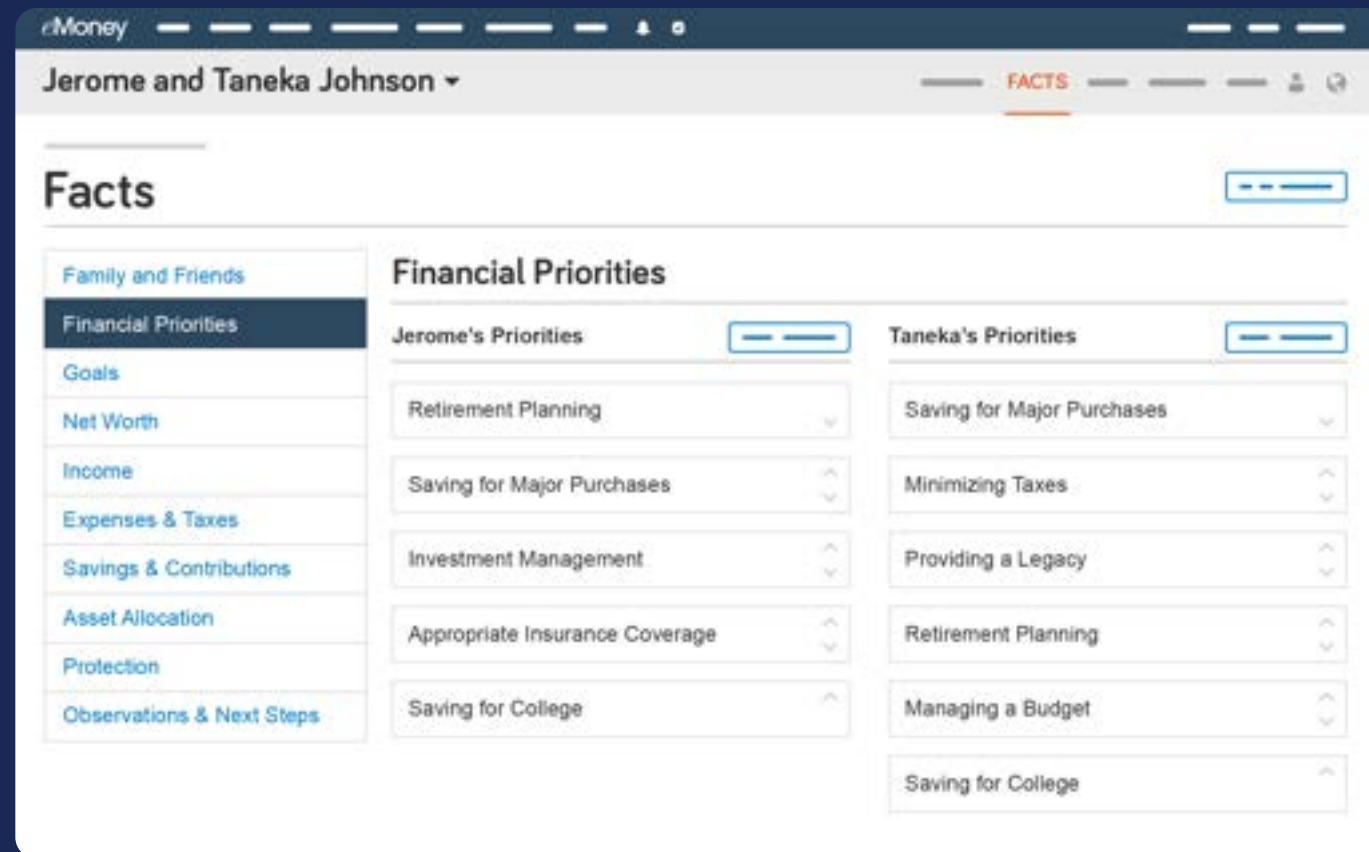 eMoney
Jerome and Taneka Johnson
FACTS
Facts
Family and Friends
Financial Priorities
Goals
Net Worth
Income
Expenses & Taxes
Savings & Contributions
Asset Allocation
Protection
Observations & Next Steps
Financial Priorities
Jerome's Priorities
Retirement Planning
Saving for Major Purchases
Investment Management
Appropriate Insurance Coverage
Saving for College
Taneka's Priorities
Saving for Major Purchases
Minimizing Taxes
Providing a Legacy
Retirement Planning
Managing a Budget
Saving for College